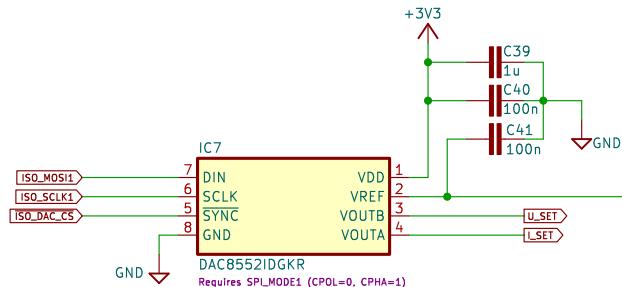 +3V3
C39
1u
C40
100n
C41
100n
GND
IC7
ISO_MOSI1 7 DIN VDD 1
ISO_SCLK1 6 SCLK VREF 2
ISO_DAC_CS 5 SYNC VOUTB 3 U_SET
8 GND VOUTA 4 I_SET
GND
DAC8552IDGKR
Requires SPI_MODE1 (CPOL=0, CPHA=1)